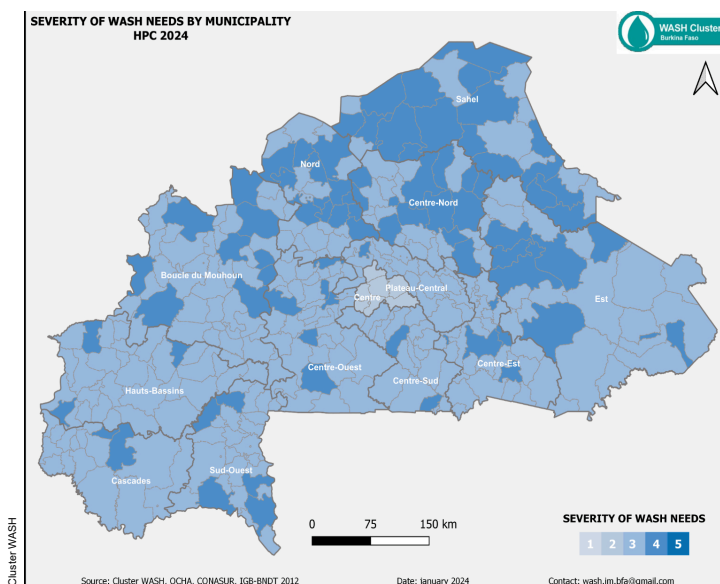 SEVERITY OF WASH NEEDS BY MUNICIPALITY
HPC 2024
WASH Cluster
Burkina Faso
Sahel
Nord
Centre-Nord
Boucle du Mouhoun
Plateau-Central
Centre
Est
Centre-Ouest
Centre-Est
Centre-Sud
Hauts-Bassins
Sud-Ouest
Cascades
0 75 150 km
SEVERITY OF WASH NEEDS
1 2 3 4 5
Cluster WASH
Source: Cluster WASH, OCHA, CONASUR, IGB-BNDT 2012
Date: january 2024
Contact: wash.im.bfa@gmail.com